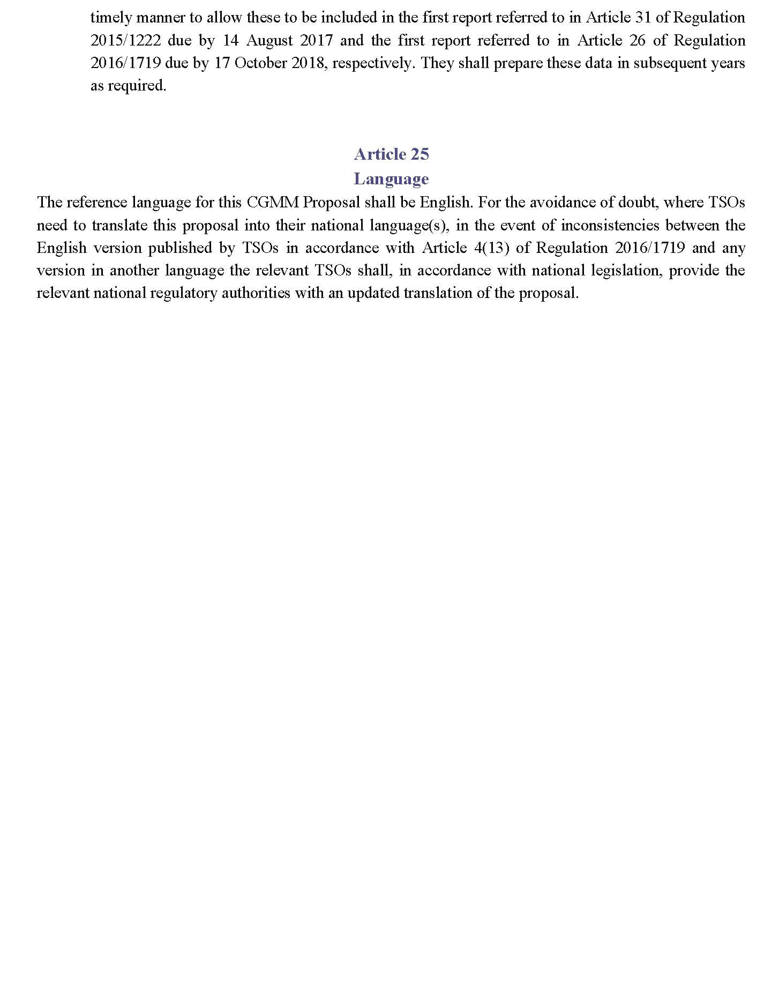 timely manner to allow these to be included in the first report referred to in Article 31 of Regulation
2015/1222 due by 14 August 2017 and the first report referred to in Article 26 of Regulation
2016/1719 due by 17 October 2018, respectively. They shall prepare these data in subsequent years
as required.
Article 25
Language
The reference language for this CGMM Proposal shall be English. For the avoidance of doubt, where TSOs
need to translate this proposal into their national language(s), in the event of inconsistencies between the
English version published by TSOs in accordance with Article 4(13) of Regulation 2016/1719 and any
version in another language the relevant TSOs shall, in accordance with national legislation, provide the
relevant national regulatory authorities with an updated translation of the proposal.